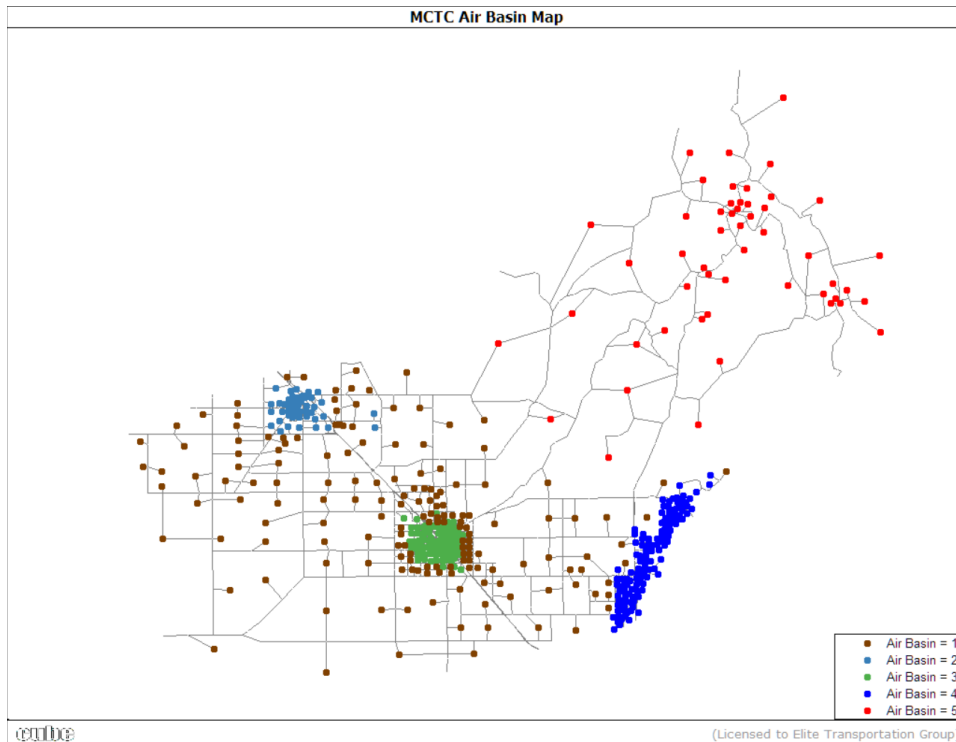 MCTC Air Basin Map
Air Basin = 1
Air Basin = 2
Air Basin = 3
Air Basin = 4
Air Basin = 5
cube
(Licensed to Elite Transportation Group